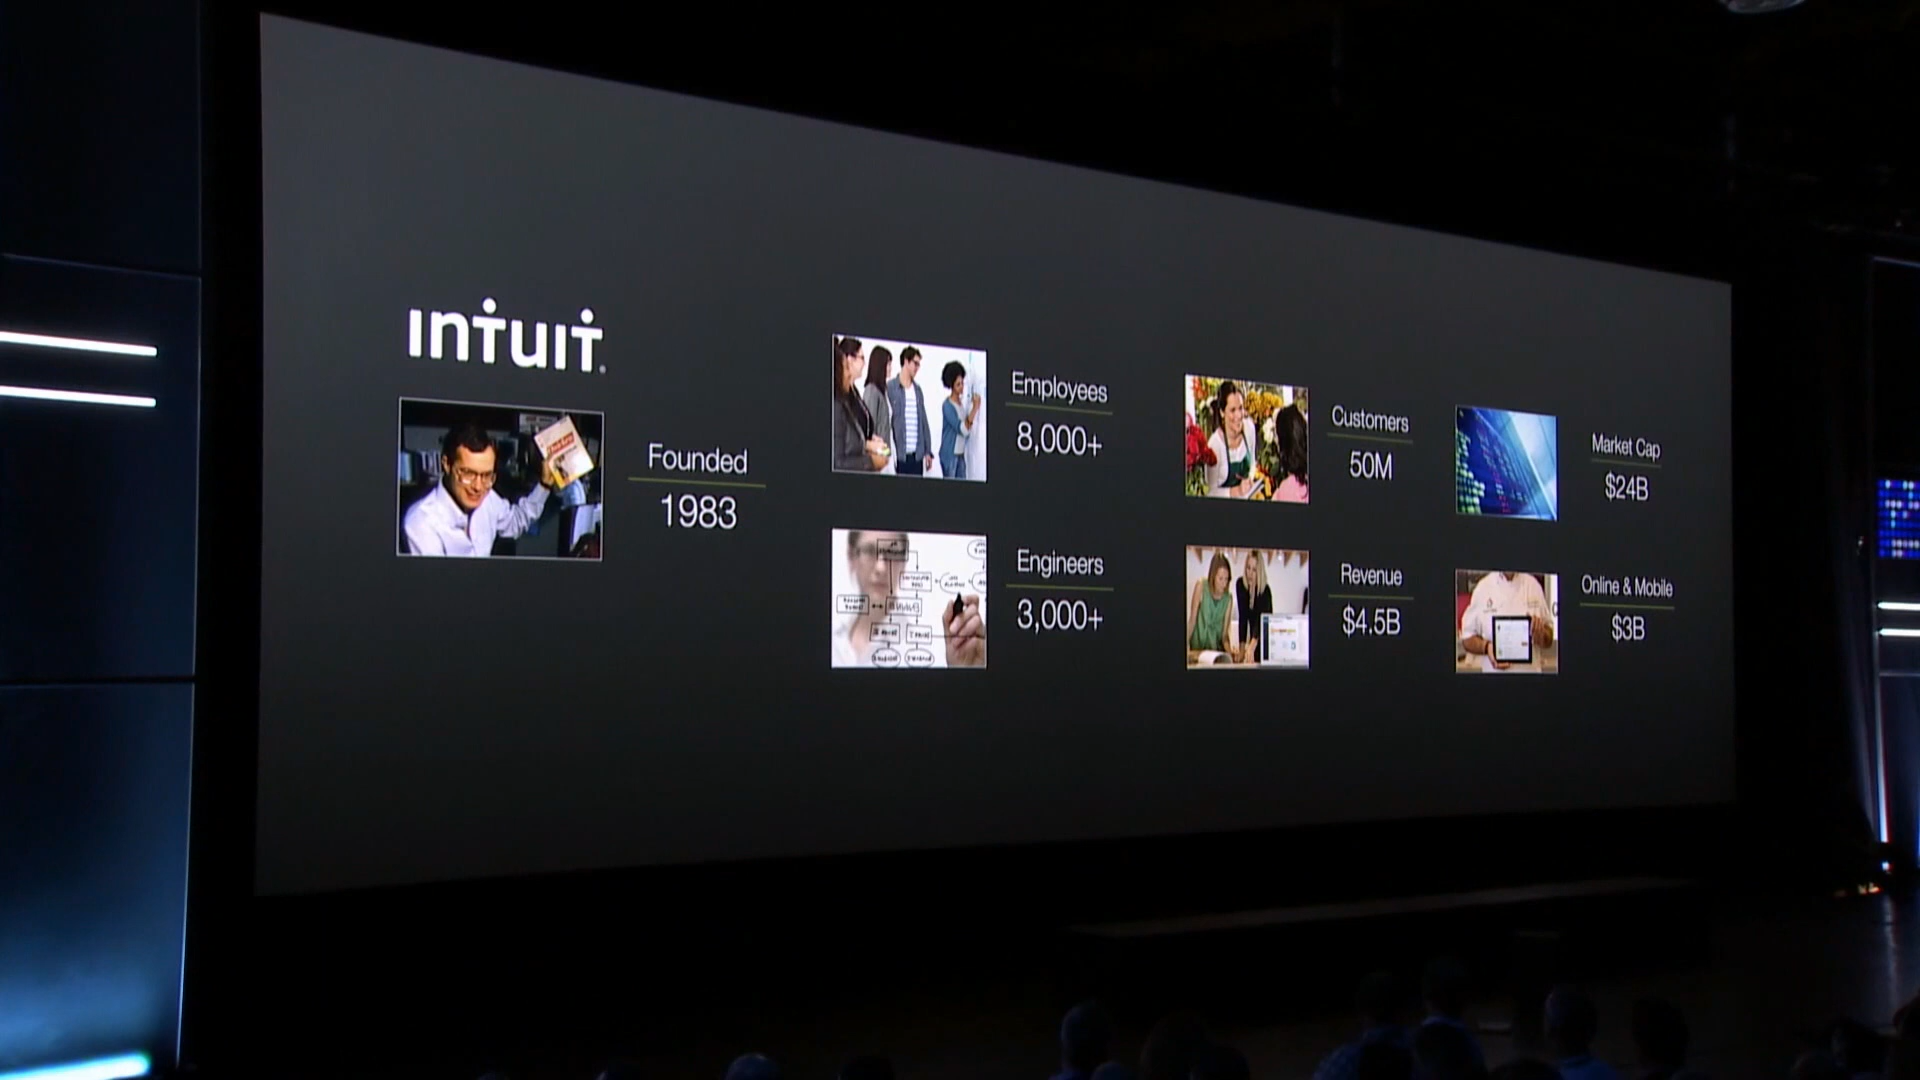 ıntuıt®
Founded
1983
Employees
8,000+
Engineers
3,000+
Customers
50M
Revenue
$4.5B
Market Cap
$24B
Online & Mobile
$3B